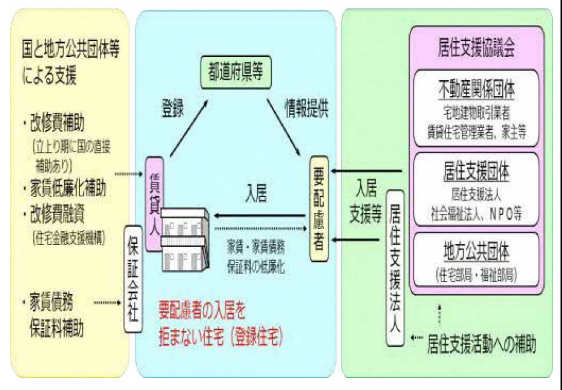 国と地方公共団体等
による支援
・改修費補助
(立上り期に国の直接
補助あり)
・家賃低廉化補助
・改修費融資
(住宅金融支援機構)
・家賃債務
保証料補助
都道府県等
登録
情報提供
賃貸人
保証会社
入居
家賃・家賃債務
保証料の低廉化
要配慮者
要配慮者の入居を
拒まない住宅(登録住宅)
入居
支援等
居住支援法人
居住支援協議会
不動産関係団体
宅地建物取引業者
賃貸住宅管理業者、家主等
居住支援団体
居住支援法人
社会福祉法人、NPO等
地方公共団体
(住宅部局・福祉部局)
居住支援活動への補助